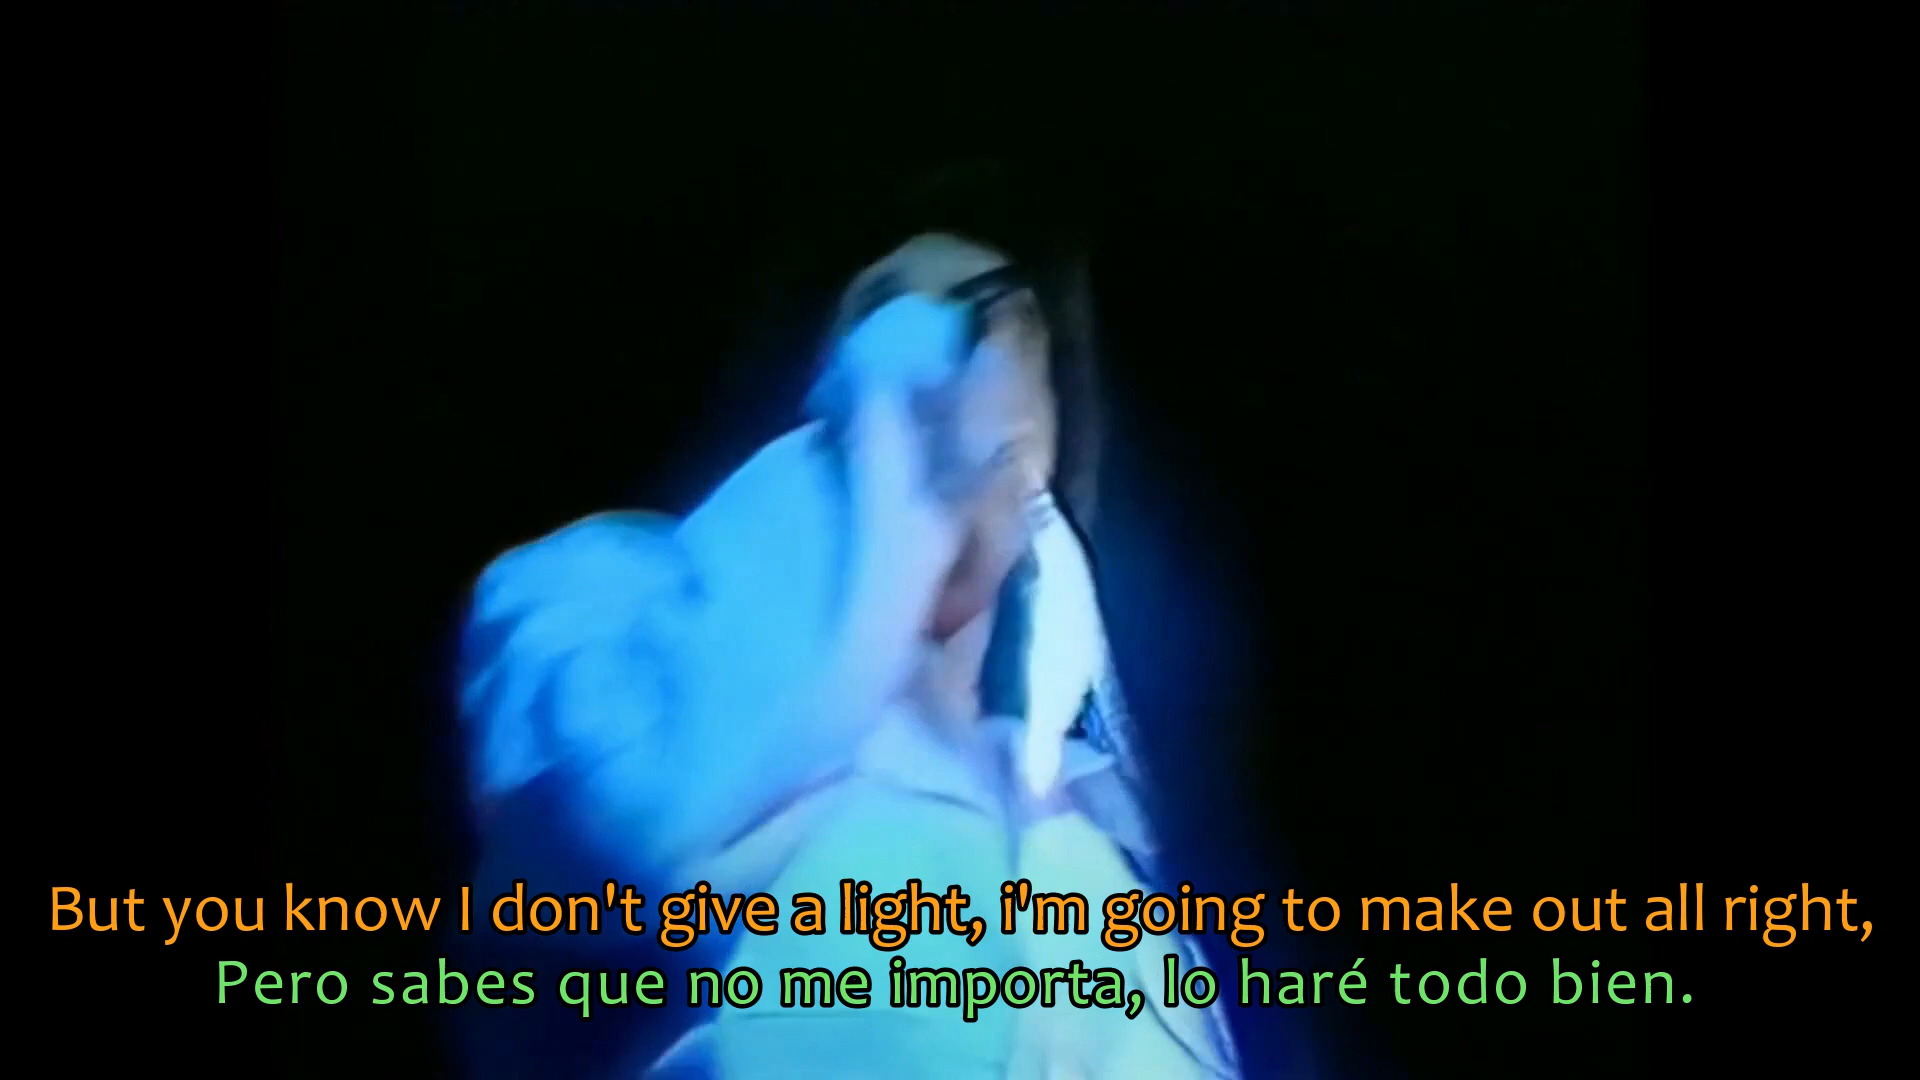 But you know I don't give a light, i'm going to make out all right,
Pero sabes que no me importa, lo haré todo bien.